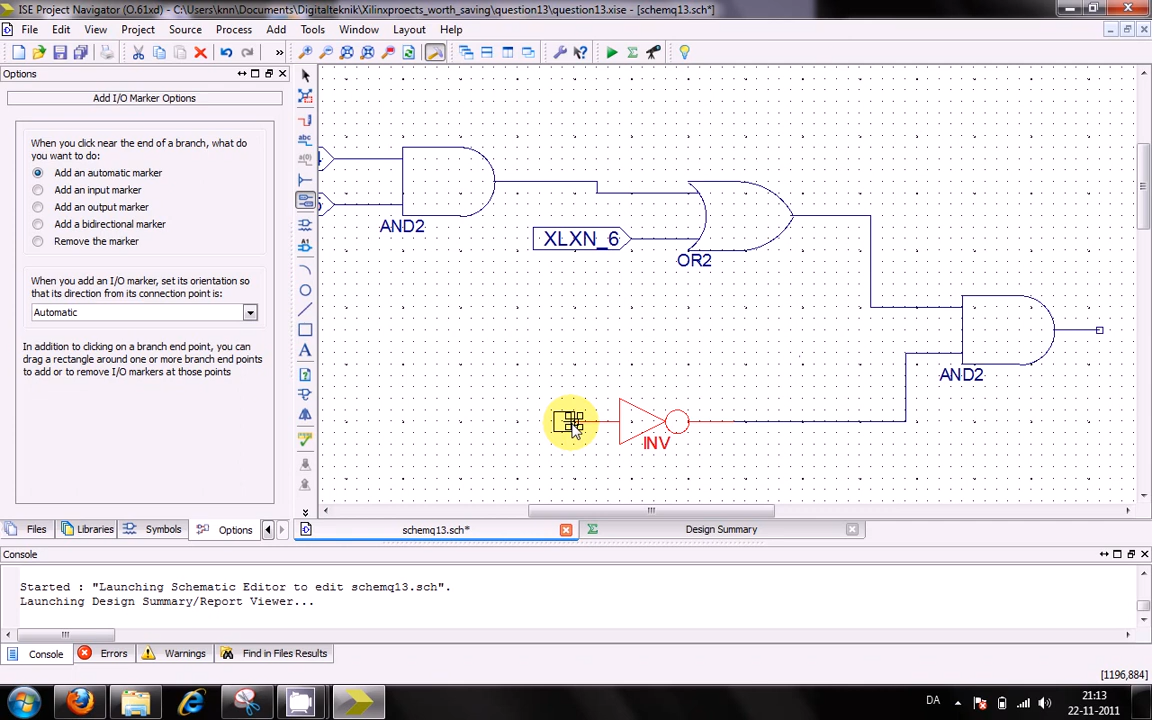 ISE Project Navigator (O.61xd) - C:\Users\knn\Documents\Digitalteknik\Xilinxproects_worth_saving\question13\question13.xise - [schemq13.sch*]
File Edit View Project Source Process Add Tools Window Layout Help
»
Options
Add I/O Marker Options
When you click near the end of a branch, what do
you want to do:
Add an automatic marker
Add an input marker
Add an output marker
Add a bidirectional marker
Remove the marker
When you add an I/O marker, set its orientation so
that its direction from its connection point is:
Automatic
In addition to clicking on a branch end point, you can
drag a rectangle around one or more branch end points
to add or to remove I/O markers at those points
abc
a(0)
A1
A
?
»
AND2
XLXN_6
OR2
AND2
INV
Files Libraries Symbols Options
schemq13.sch* Design Summary
Console
Started : "Launching Schematic Editor to edit schemq13.sch".
Launching Design Summary/Report Viewer...
Console Errors Warnings Find in Files Results
[1196,884]
DA
21:13
22-11-2011